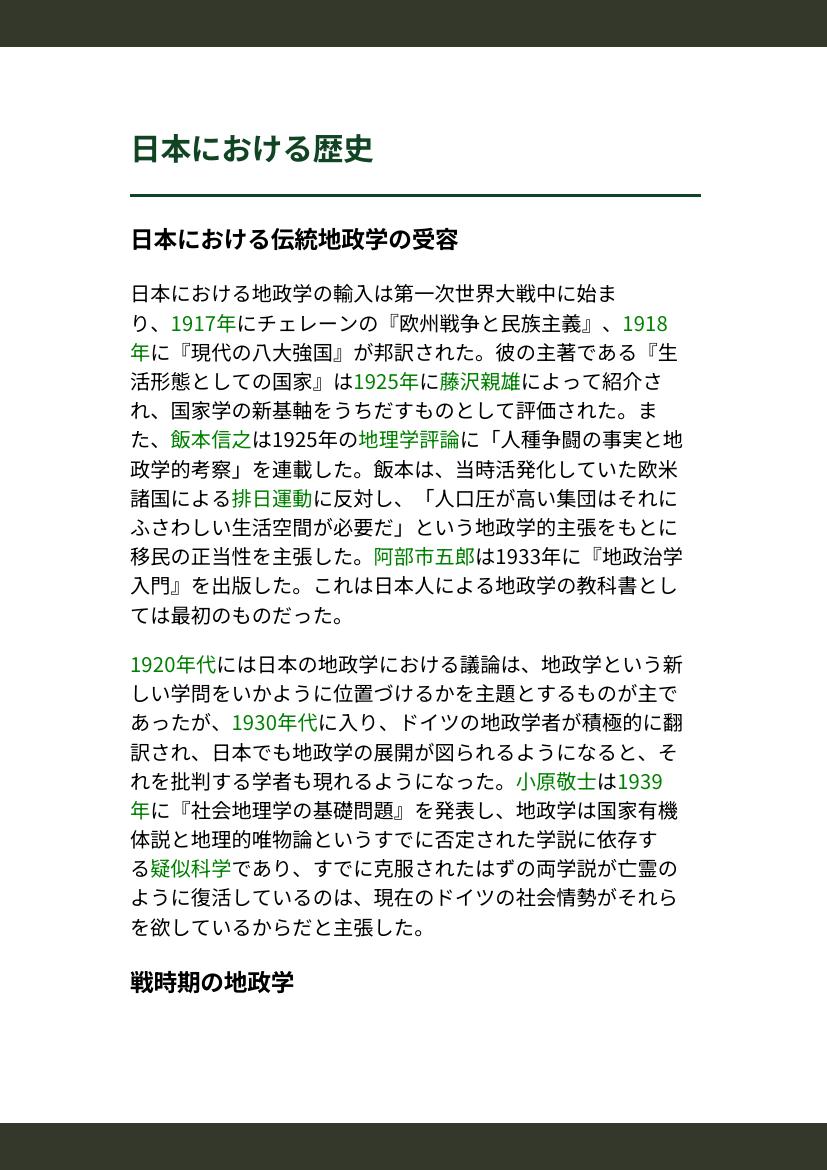 日本における歴史
日本における伝統地政学の受容
日本における地政学の輸入は第一次世界大戦中に始ま
り、1917年にチェレーンの『欧州戦争と民族主義』、1918
年に『現代の八大強国』が邦訳された。彼の主著である『生
活形態としての国家』は1925年に藤沢親雄によって紹介さ
れ、国家学の新基軸をうちだすものとして評価された。ま
た、飯本信之は1925年の地理学評論に「人種争闘の事実と地
政学的考察」を連載した。飯本は、当時活発化していた欧米
諸国による排日運動に反対し、「人口圧が高い集団はそれに
ふさわしい生活空間が必要だ」という地政学的主張をもとに
移民の正当性を主張した。阿部市五郎は1933年に『地政治学
入門』を出版した。これは日本人による地政学の教科書とし
ては最初のものだった。
1920年代には日本の地政学における議論は、地政学という新
しい学問をいかように位置づけるかを主題とするものが主で
あったが、1930年代に入り、ドイツの地政学者が積極的に翻
訳され、日本でも地政学の展開が図られるようになると、そ
れを批判する学者も現れるようになった。小原敬士は1939
年に『社会地理学の基礎問題』を発表し、地政学は国家有機
体説と地理的唯物論というすでに否定された学説に依存す
る疑似科学であり、すでに克服されたはずの両学説が亡霊の
ように復活しているのは、現在のドイツの社会情勢がそれら
を欲しているからだと主張した。
戦時期の地政学